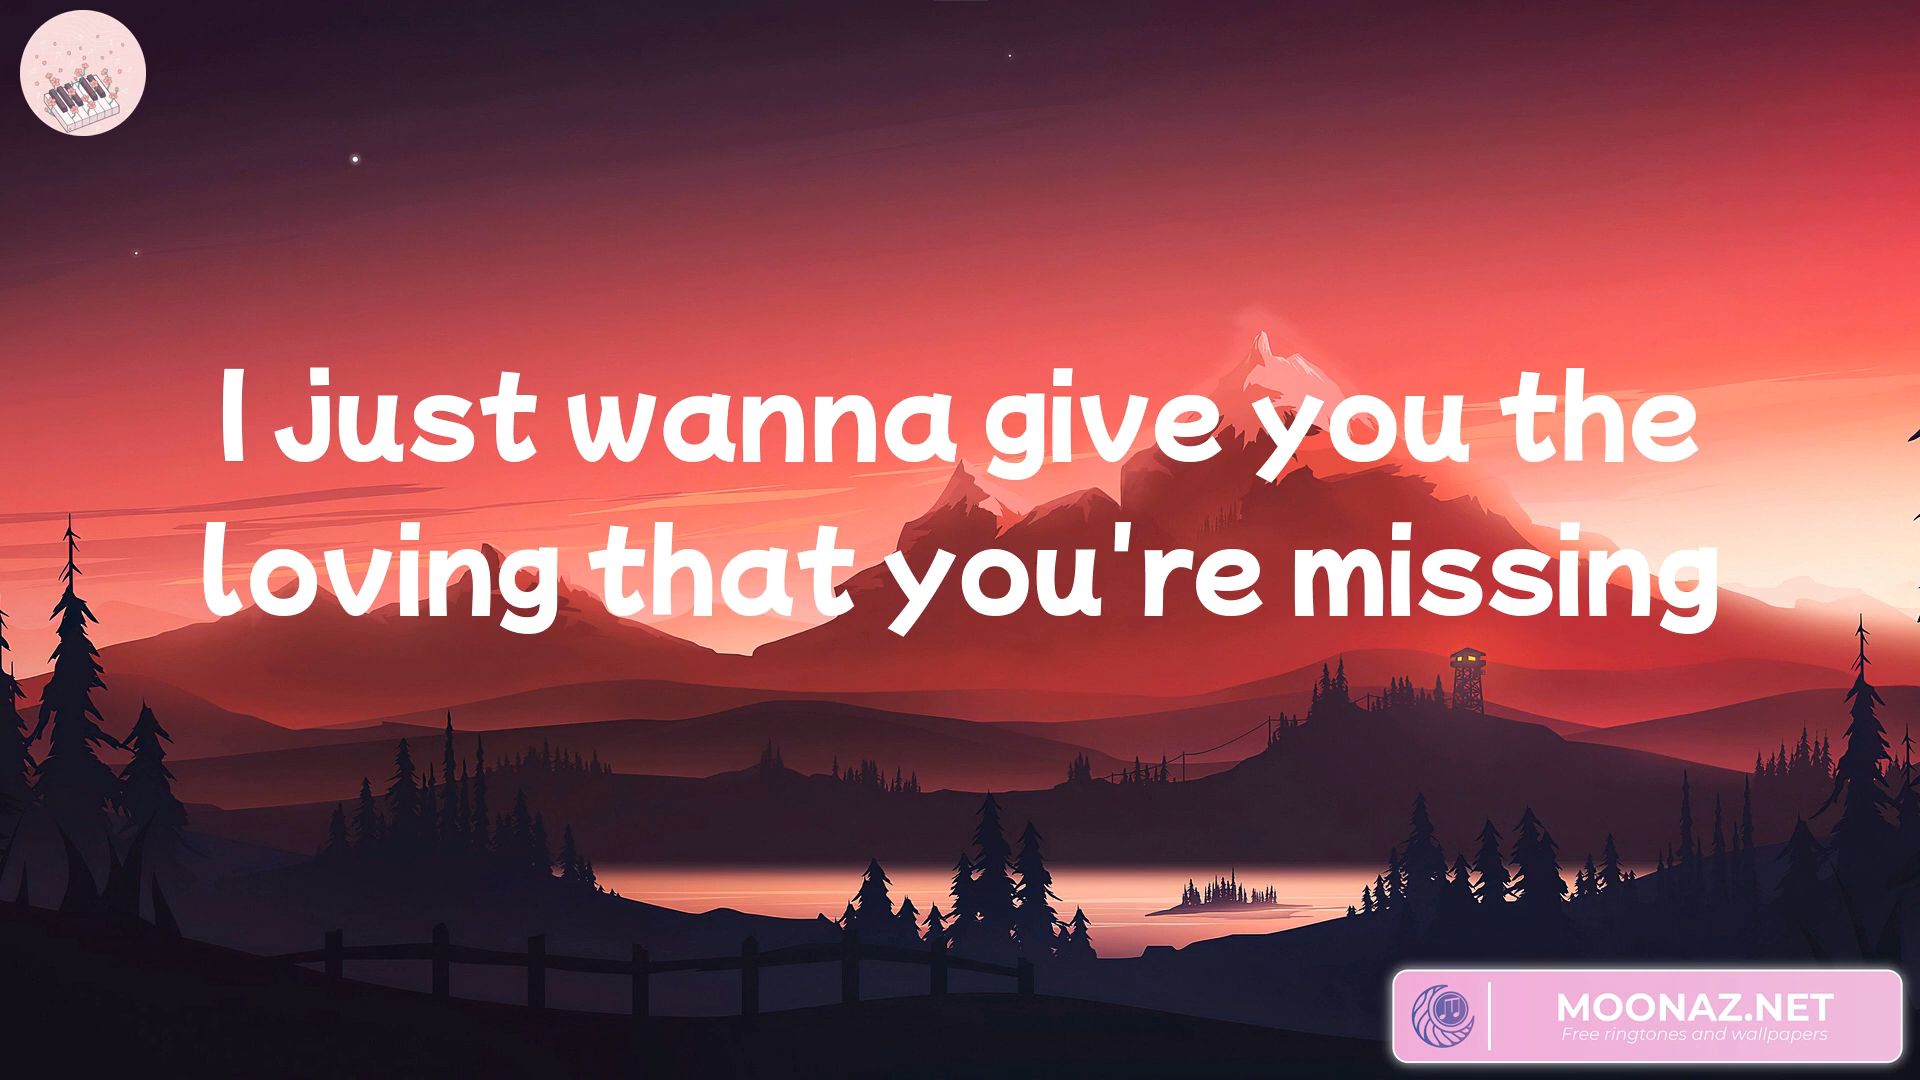 I just wanna give you the
loving that you're missing
MOONAZ.NET
Free ringtones and wallpapers